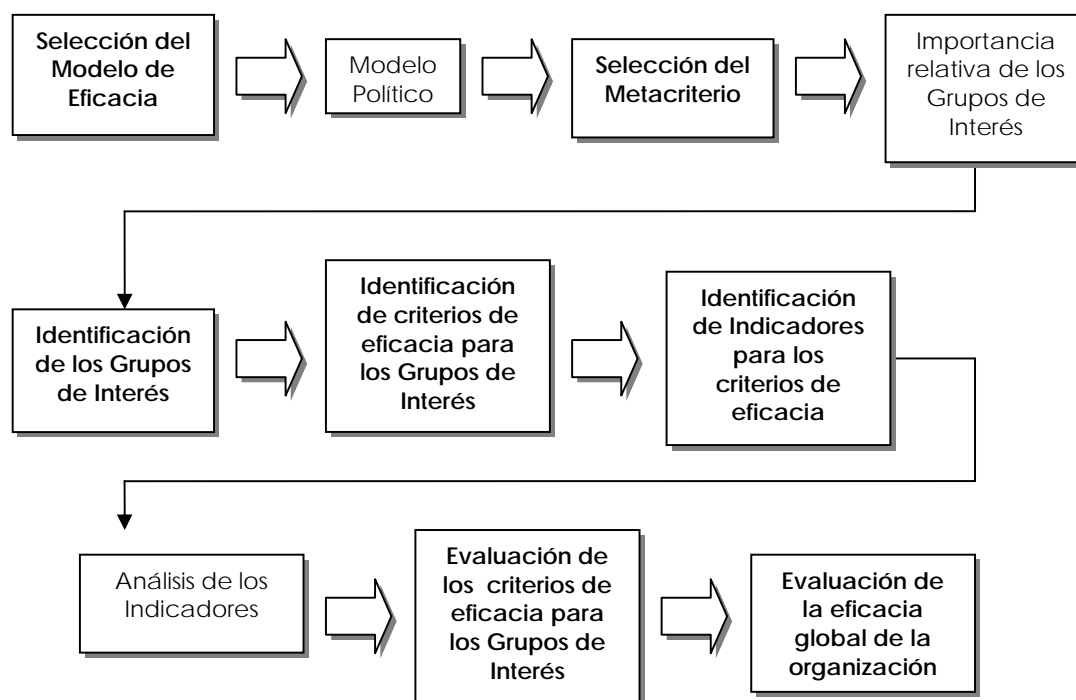 Selección del
Modelo de
Eficacia
Modelo
Político
Selección del
Metacriterio
Importancia
relativa de los
Grupos de
Interés
Identificación
de los Grupos
de Interés
Identificación
de criterios de
eficacia para
los Grupos de
Interés
Identificación
de Indicadores
para los
criterios de
eficacia
Análisis de los
Indicadores
Evaluación de
los criterios de
eficacia para
los Grupos de
Interés
Evaluación de
la eficacia
global de la
organización